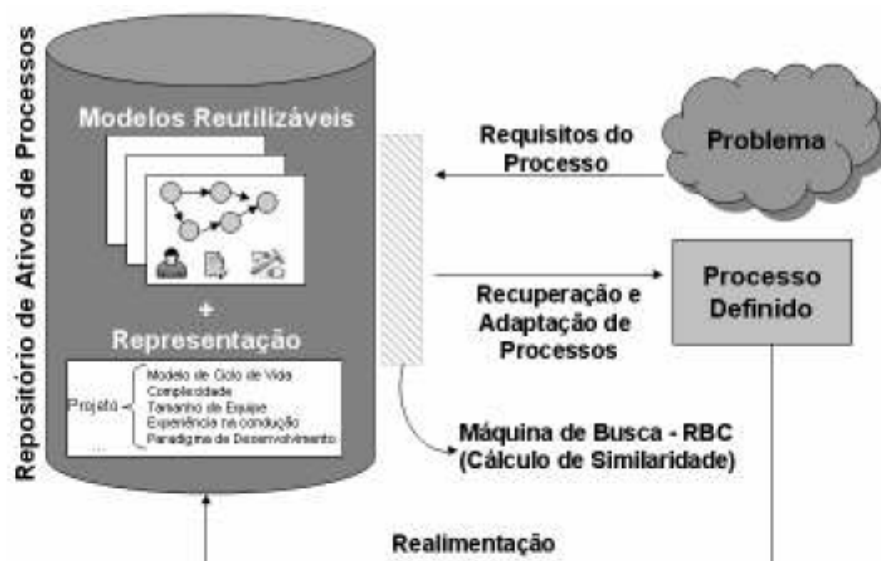 Repositório de Ativos de Processos
Modelos Reutilizáveis
+
Representação
Projeto
Modelo de Ciclo de Vida
Complexidade
Tamanho da Equipe
Experiência na condução
Paradigma de Desenvolvimento
...
Requisitos do
Processo
Problema
Recuperação e
Adaptação de
Processos
Processo
Definido
Máquina de Busca - RBC
(Cálculo de Similaridade)
Realimentação